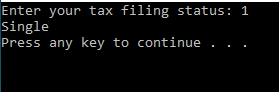 Enter your tax filing status: 1
Single
Press any key to continue . . .